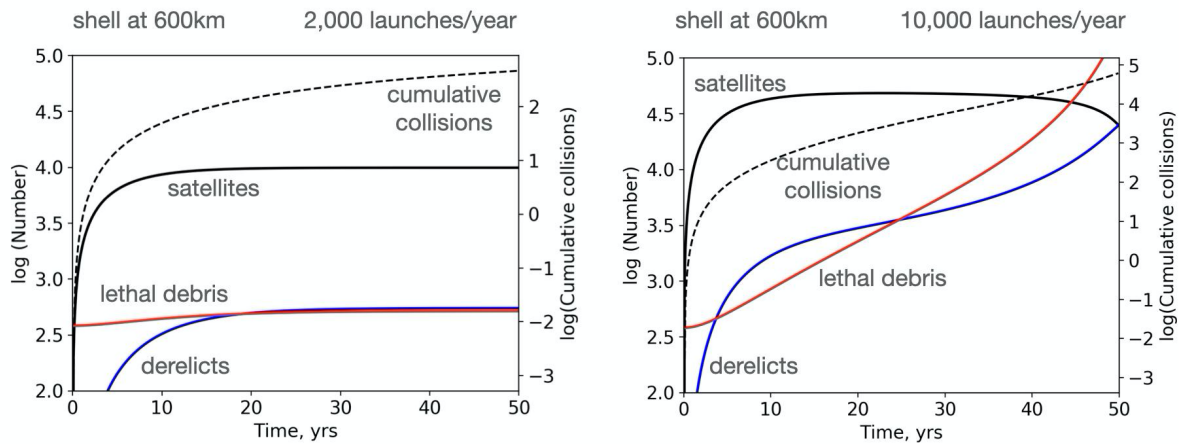 shell at 600km 2,000 launches/year
5.0
4.5
4.0
3.5
3.0
2.5
2.0
log (Number)
cumulative
collisions
satellites
lethal debris
derelicts
2
1
0
−1
−2
−3
log(Cumulative collisions)
0 10 20 30 40 50
Time, yrs
shell at 600km 10,000 launches/year
5.0
4.5
4.0
3.5
3.0
2.5
2.0
log (Number)
satellites
cumulative
collisions
lethal debris
derelicts
5
4
3
2
1
0
−1
−2
−3
log(Cumulative collisions)
0 10 20 30 40 50
Time, yrs